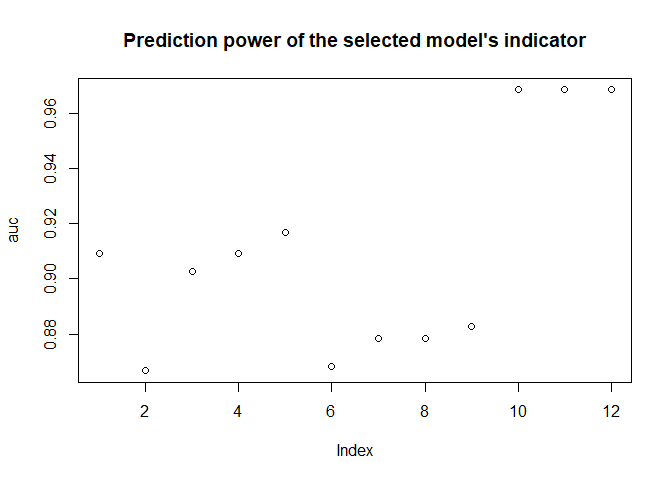 Prediction power of the selected model's indicator
auc
0.96
0.94
0.92
0.90
0.88
2 4 6 8 10 12
Index